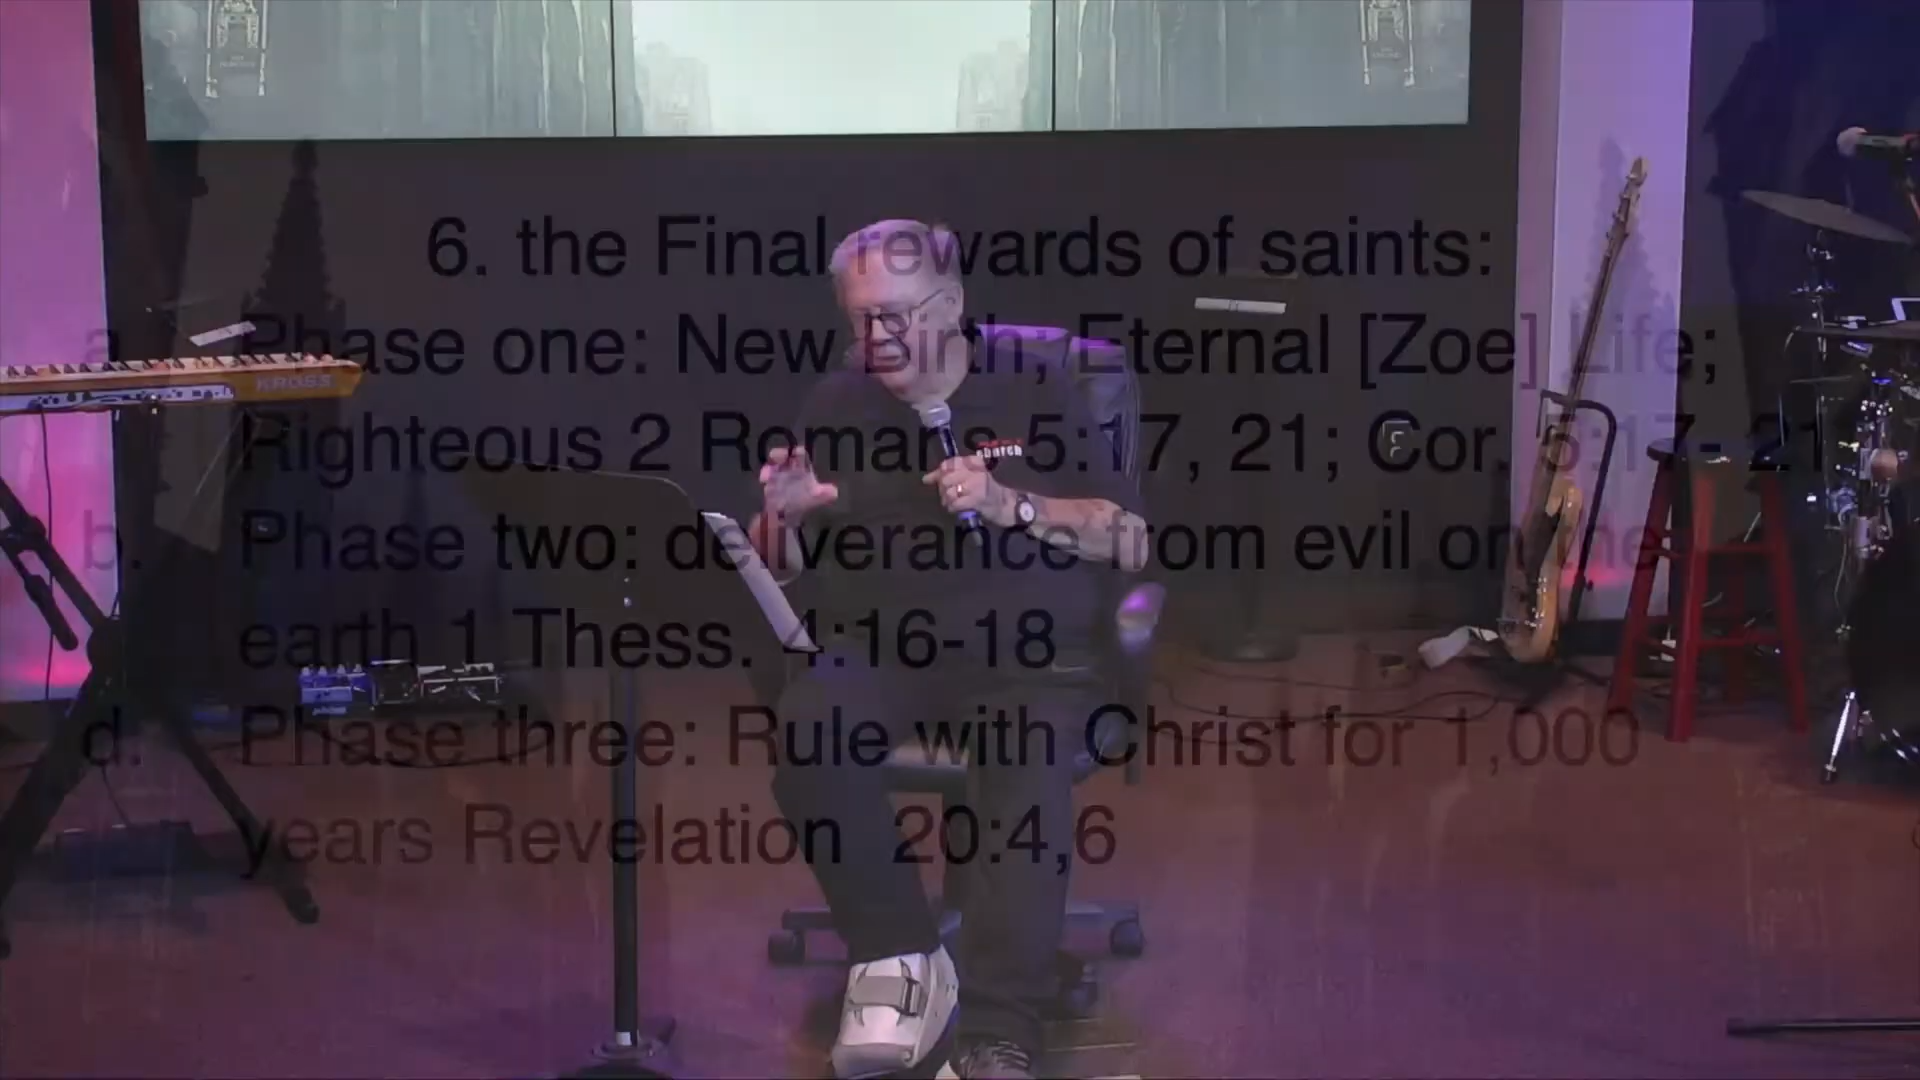 6. the Final rewards of saints:
a. Phase one: New Birth; Eternal [Zoe] Life;
Righteous 2 Romans 5:17, 21; Cor. 5:17- 21
b. Phase two: deliverance from evil on the
earth 1 Thess. 4:16-18
d. Phase three: Rule with Christ for 1,000
years Revelation 20:4,6
KROSS
church